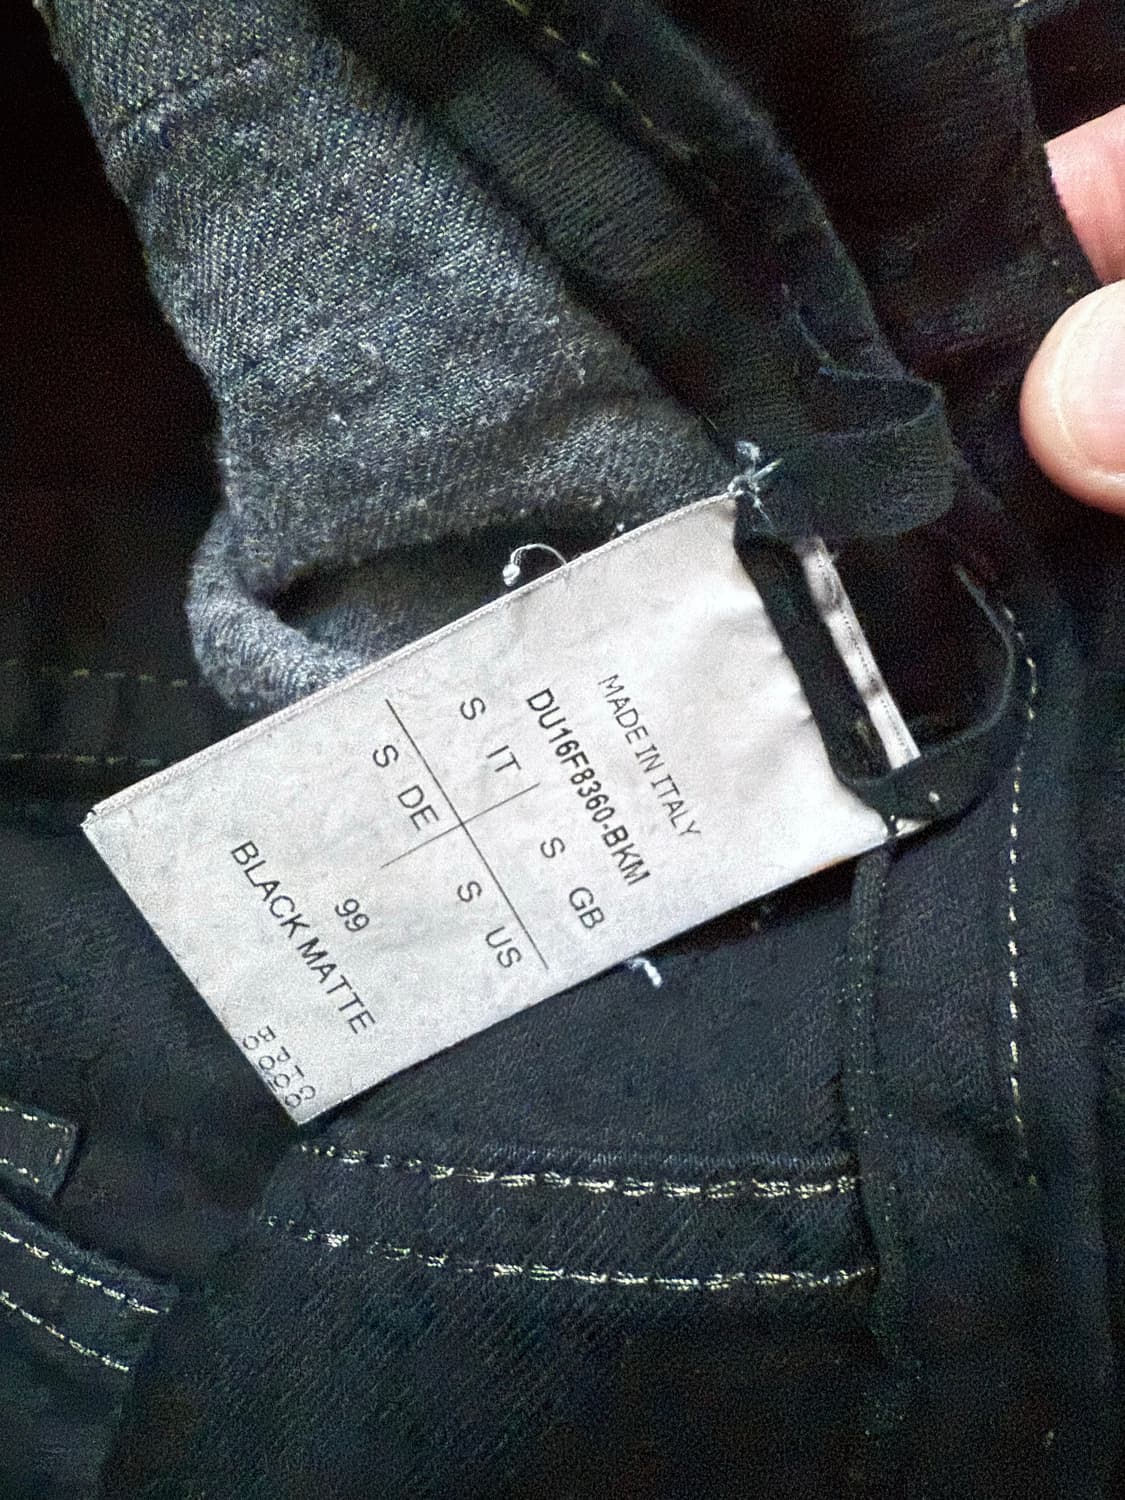 MADE IN ITALY
DU16F8360-BKM
S IT S GB
S DE S US
99
BLACK MATTE